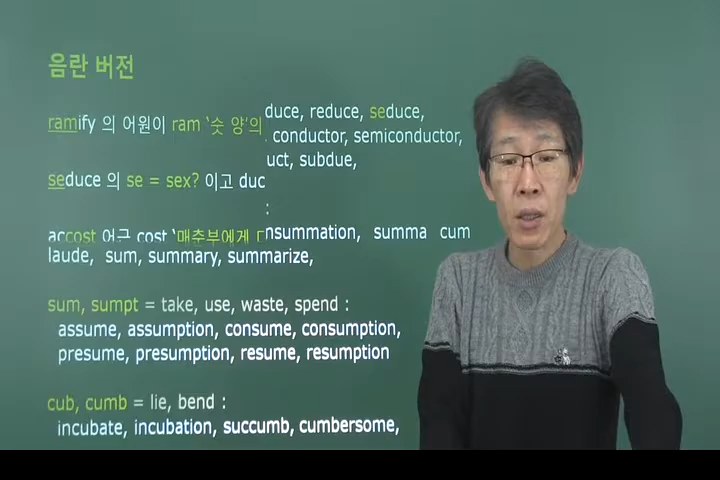 음란 버전
ramify 의 어원이 ram '숫 양'의
duce, reduce, seduce,
conductor, semiconductor,
uct, subdue,
seduce 의 se = sex? 이고 duc
:
accost 어근 cost '매춘부에게
nsummation, summa cum
laude, sum, summary, summarize,
sum, sumpt = take, use, waste, spend :
assume, assumption, consume, consumption,
presume, presumption, resume, resumption
cub, cumb = lie, bend :
incubate, incubation, succumb, cumbersome,